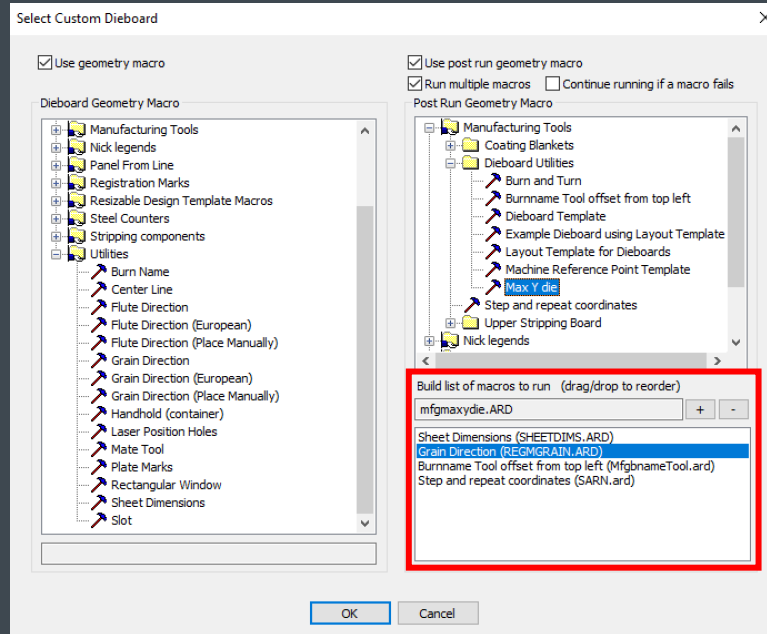 Select Custom Dieboard
Use geometry macro
Dieboard Geometry Macro
Manufacturing Tools
Nick legends
Panel From Line
Registration Marks
Resizable Design Template Macros
Steel Counters
Stripping components
Utilities
Burn Name
Center Line
Flute Direction
Flute Direction (European)
Flute Direction (Place Manually)
Grain Direction
Grain Direction (European)
Grain Direction (Place Manually)
Handhold (container)
Laser Position Holes
Mate Tool
Plate Marks
Rectangular Window
Sheet Dimensions
Slot
Use post run geometry macro
Run multiple macros Continue running if a macro fails
Post Run Geometry Macro
Manufacturing Tools
Coating Blankets
Dieboard Utilities
Burn and Turn
Burnname Tool offset from top left
Dieboard Template
Example Dieboard using Layout Template
Layout Template for Dieboards
Machine Reference Point Template
Max Y die
Step and repeat coordinates
Upper Stripping Board
Nick legends
Build list of macros to run (drag/drop to reorder)
mfgmaxydie.ARD + -
Sheet Dimensions (SHEETDIMS.ARD)
Grain Direction (REGMGRAIN.ARD)
Burnname Tool offset from top left (MfgbnameTool.ard)
Step and repeat coordinates (SARN.ard)
OK Cancel